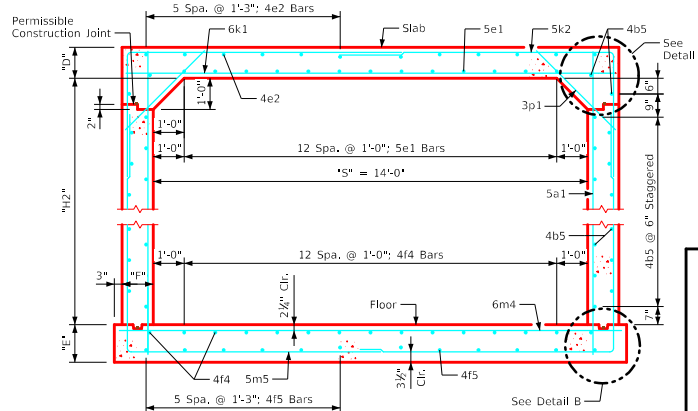 5 Spa. @ 1'-3"; 4e2 Bars
Permissible
Construction Joint
6k1
Slab
5e1
5k2
4b5
See
Detail
"D"
4e2
1'-0"
3p1
6"
9"
2"
1'-0"
1'-0"
12 Spa. @ 1'-0"; 5e1 Bars
1'-0"
"S" = 14'-0"
"H2"
5a1
4b5 @ 6" Staggered
4b5
1'-0"
12 Spa. @ 1'-0"; 4f4 Bars
1'-0"
3"
"F"
2¼" Clr.
Floor
6m4
7"
"E"
4f4
5m5
3½"
Clr.
4f5
5 Spa. @ 1'-3"; 4f5 Bars
See Detail B